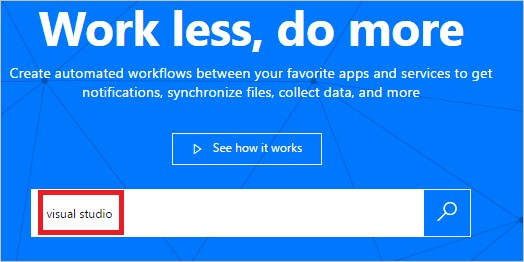 Work less, do more
Create automated workflows between your favorite apps and services to get
notifications, synchronize files, collect data, and more
See how it works
visual studio